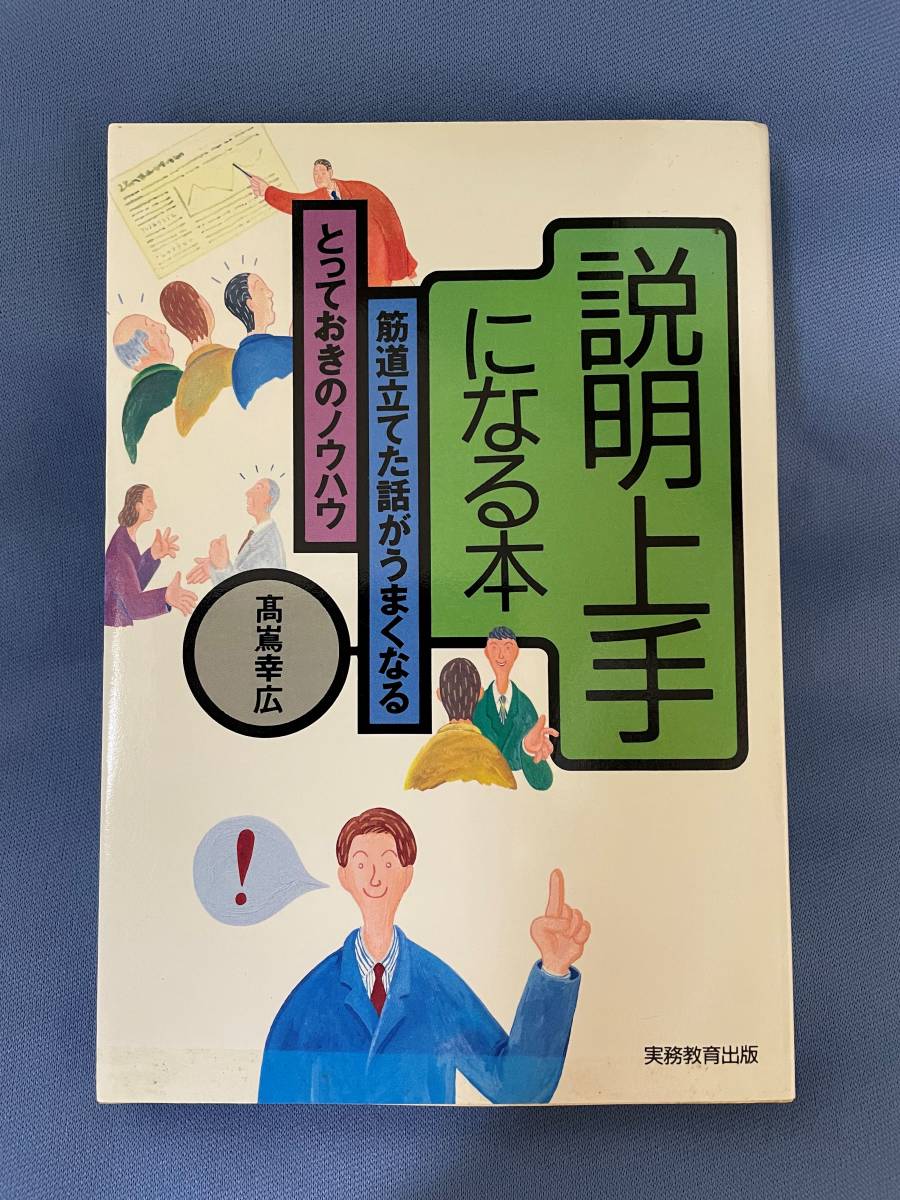 説明上手
になる本
筋道立てた話がうまくなる
とっておきのノウハウ
髙嶌幸広
!
実務教育出版